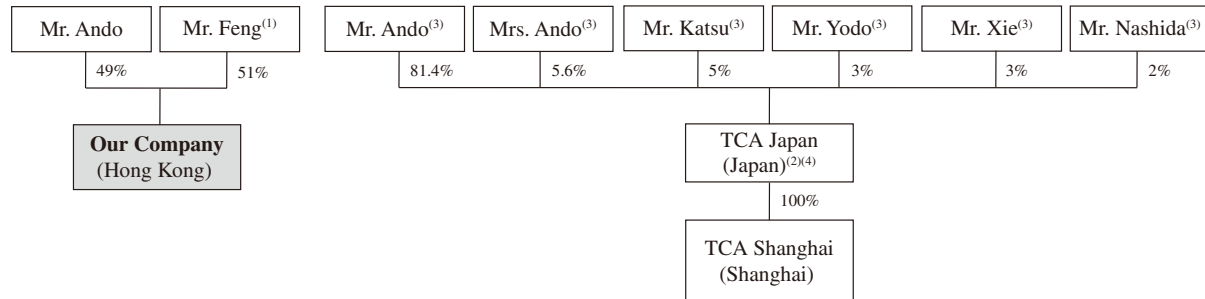 Mr. Ando
Mr. Feng(1)
Mr. Ando(3)
Mrs. Ando(3)
Mr. Katsu(3)
Mr. Yodo(3)
Mr. Xie(3)
Mr. Nashida(3)
49%
51%
81.4%
5.6%
5%
3%
3%
2%
Our Company
(Hong Kong)
TCA Japan
(Japan)(2)(4)
100%
TCA Shanghai
(Shanghai)